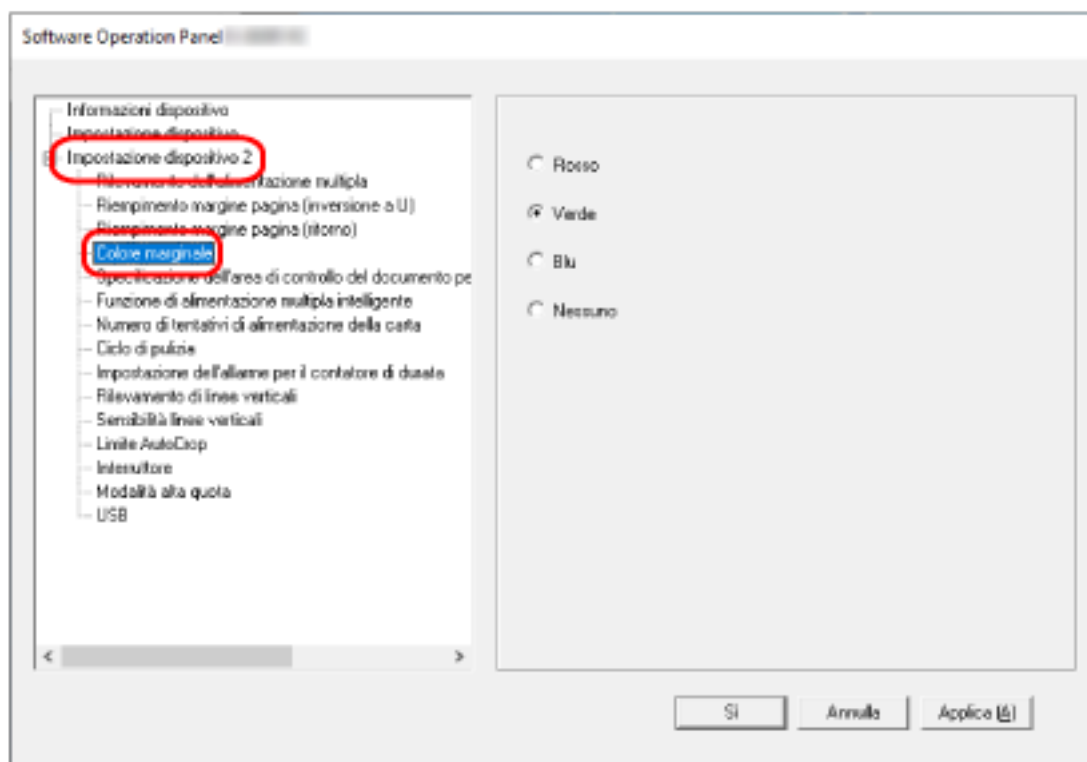 Software Operation Panel
Informazioni dispositivo
Impostazione dispositivo
Impostazione dispositivo 2
Rilevamento dell'alimentazione multipla
Riempimento margine pagina (inversione a U)
Riempimento margine pagina (ritorno)
Colore marginale
Specificazione dell'area di controllo del documento pe
Funzione di alimentazione multipla intelligente
Numero di tentativi di alimentazione della carta
Ciclo di pulizia
Impostazione dell'allarme per il contatore di durata
Rilevamento di linee verticali
Sensibilità linee verticali
Limite AutoCrop
Interruttore
Modalità alta quota
USB
Rosso
Verde
Blu
Nessuno
Sì
Annulla
Applica (A)